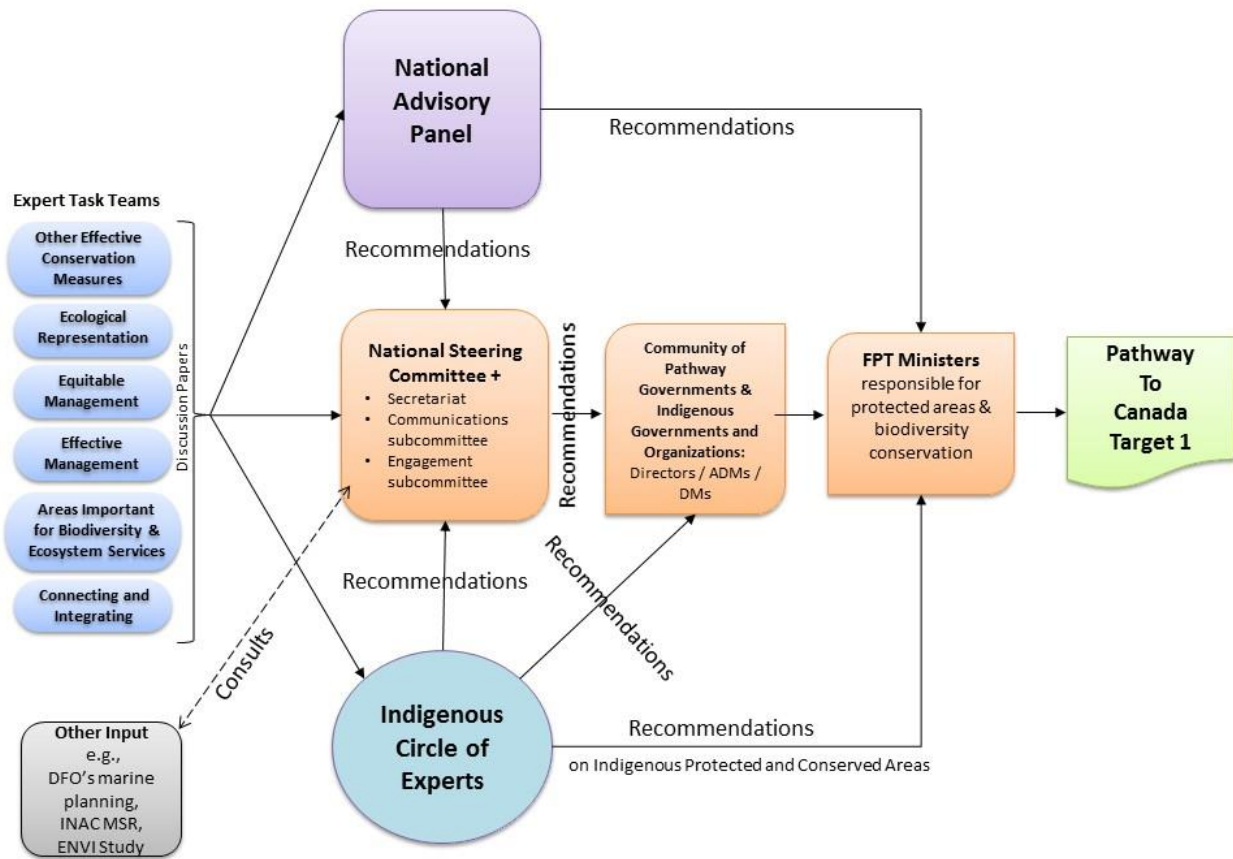 National
Advisory
Panel
Recommendations
Recommendations
Expert Task Teams
Other Effective
Conservation
Measures
Ecological
Representation
Equitable
Management
Effective
Management
Areas Important
for Biodiversity &
Ecosystem Services
Connecting and
Integrating
Discussion Papers
National Steering
Committee +
• Secretariat
• Communications
subcommittee
• Engagement
subcommittee
Recommendations
Community of
Pathway
Governments &
Indigenous
Governments and
Organizations:
Directors / ADMs /
DMs
FPT Ministers
responsible for
protected areas &
biodiversity
conservation
Pathway
To
Canada
Target 1
Recommendations
Recommendations
Consults
Other Input
e.g.,
DFO's marine
planning,
INAC MSR,
ENVI Study
Indigenous
Circle of
Experts
Recommendations
on Indigenous Protected and Conserved Areas